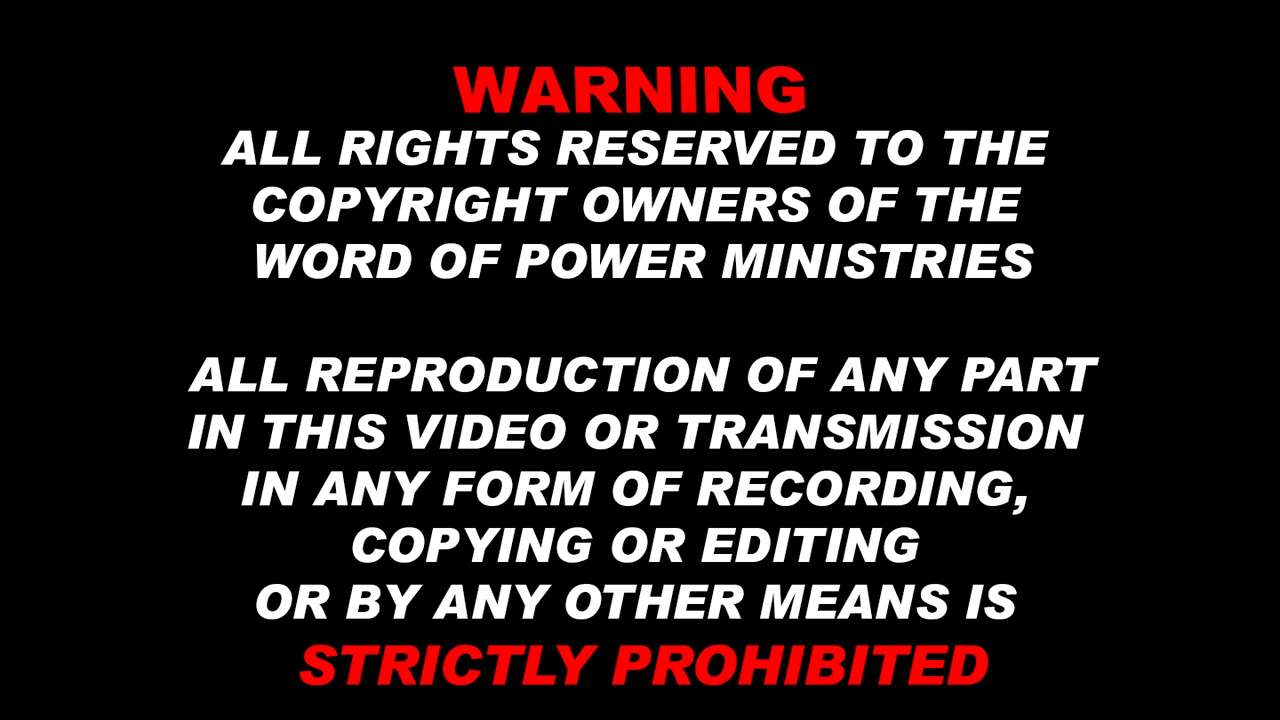 WARNING
ALL RIGHTS RESERVED TO THE
COPYRIGHT OWNERS OF THE
WORD OF POWER MINISTRIES
ALL REPRODUCTION OF ANY PART
IN THIS VIDEO OR TRANSMISSION
IN ANY FORM OF RECORDING,
COPYING OR EDITING
OR BY ANY OTHER MEANS IS
STRICTLY PROHIBITED